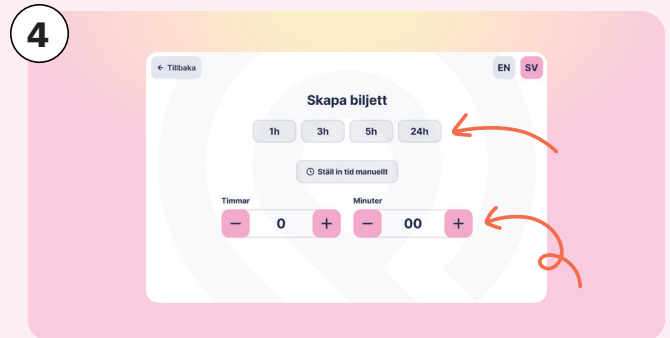 4
← Tillbaka
EN SV
Skapa biljett
1h 3h 5h 24h
Ställ in tid manuellt
Timmar Minuter
− 0 + − 00 +